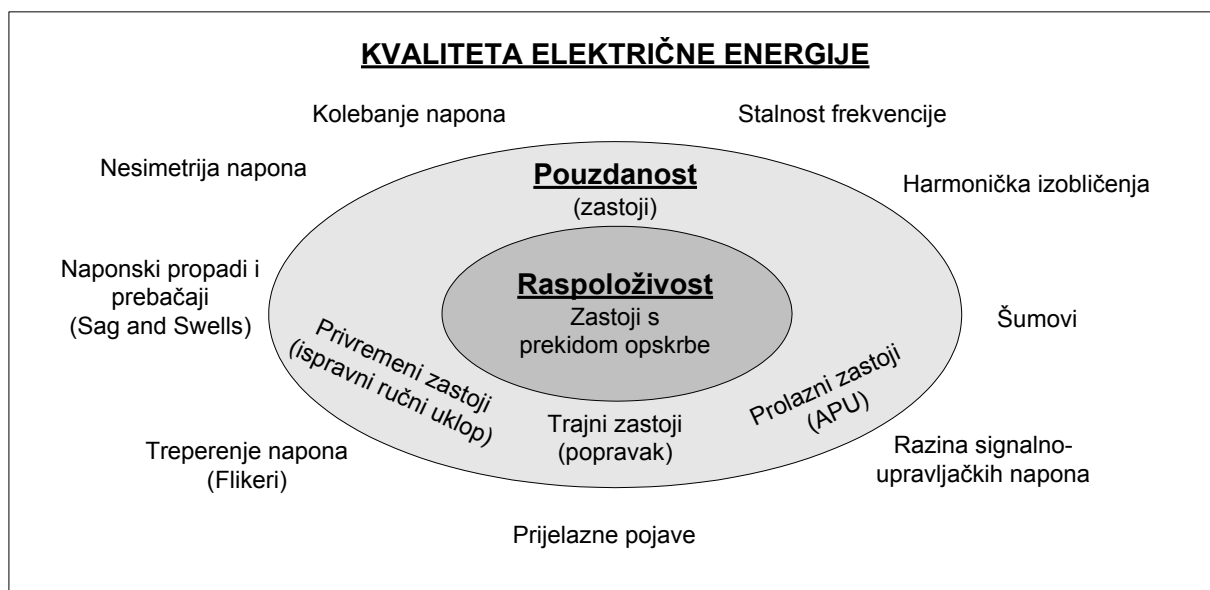 KVALITETA ELEKTRIČNE ENERGIJE
Kolebanje napona
Stalnost frekvencije
Nesimetrija napona
Pouzdanost
(zastoji)
Harmonička izobličenja
Naponski propadi i
prebačaji
(Sag and Swells)
Raspoloživost
Zastoji s
prekidom opskrbe
Šumovi
Privremeni zastoji
(ispravni ručni uklop)
Trajni zastoji
(popravak)
Prolazni zastoji
(APU)
Treperenje napona
(Flikeri)
Razina signalno-
upravljačkih napona
Prijelazne pojave